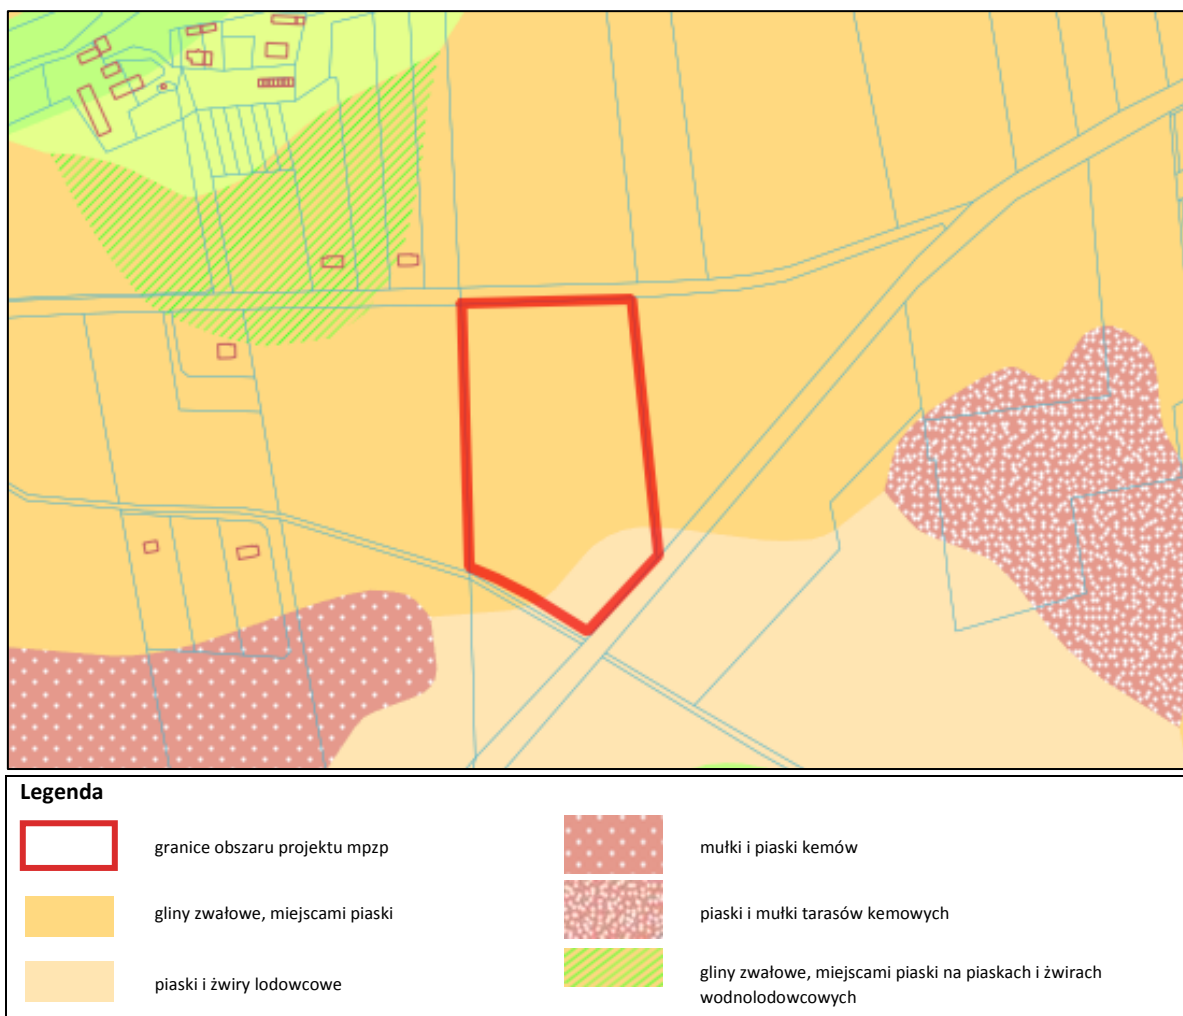 Legenda
granice obszaru projektu mpzp
gliny zwałowe, miejscami piaski
piaski i żwiry lodowcowe
mułki i piaski kemów
piaski i mułki tarasów kemowych
gliny zwałowe, miejscami piaski na piaskach i żwirach
wodnolodowcowych